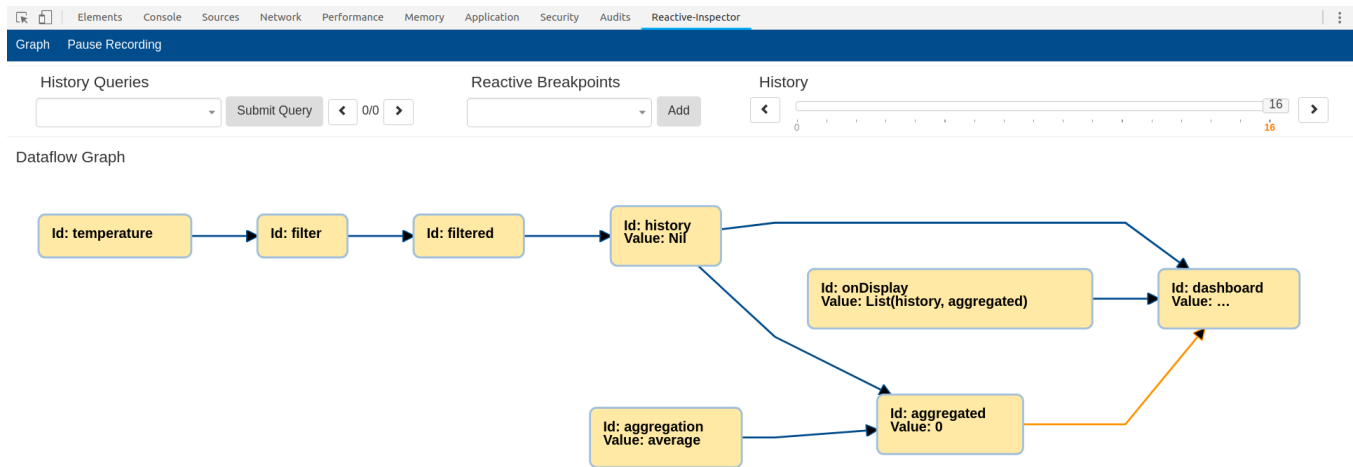 Elements Console Sources Network Performance Memory Application Security Audits Reactive-Inspector
Graph Pause Recording
History Queries Reactive Breakpoints History
Submit Query 0/0 Add 16
0 16
Dataflow Graph
Id: temperature
Id: filter
Id: filtered
Id: history
Value: Nil
Id: onDisplay
Value: List(history, aggregated)
Id: dashboard
Value: ...
Id: aggregation
Value: average
Id: aggregated
Value: 0